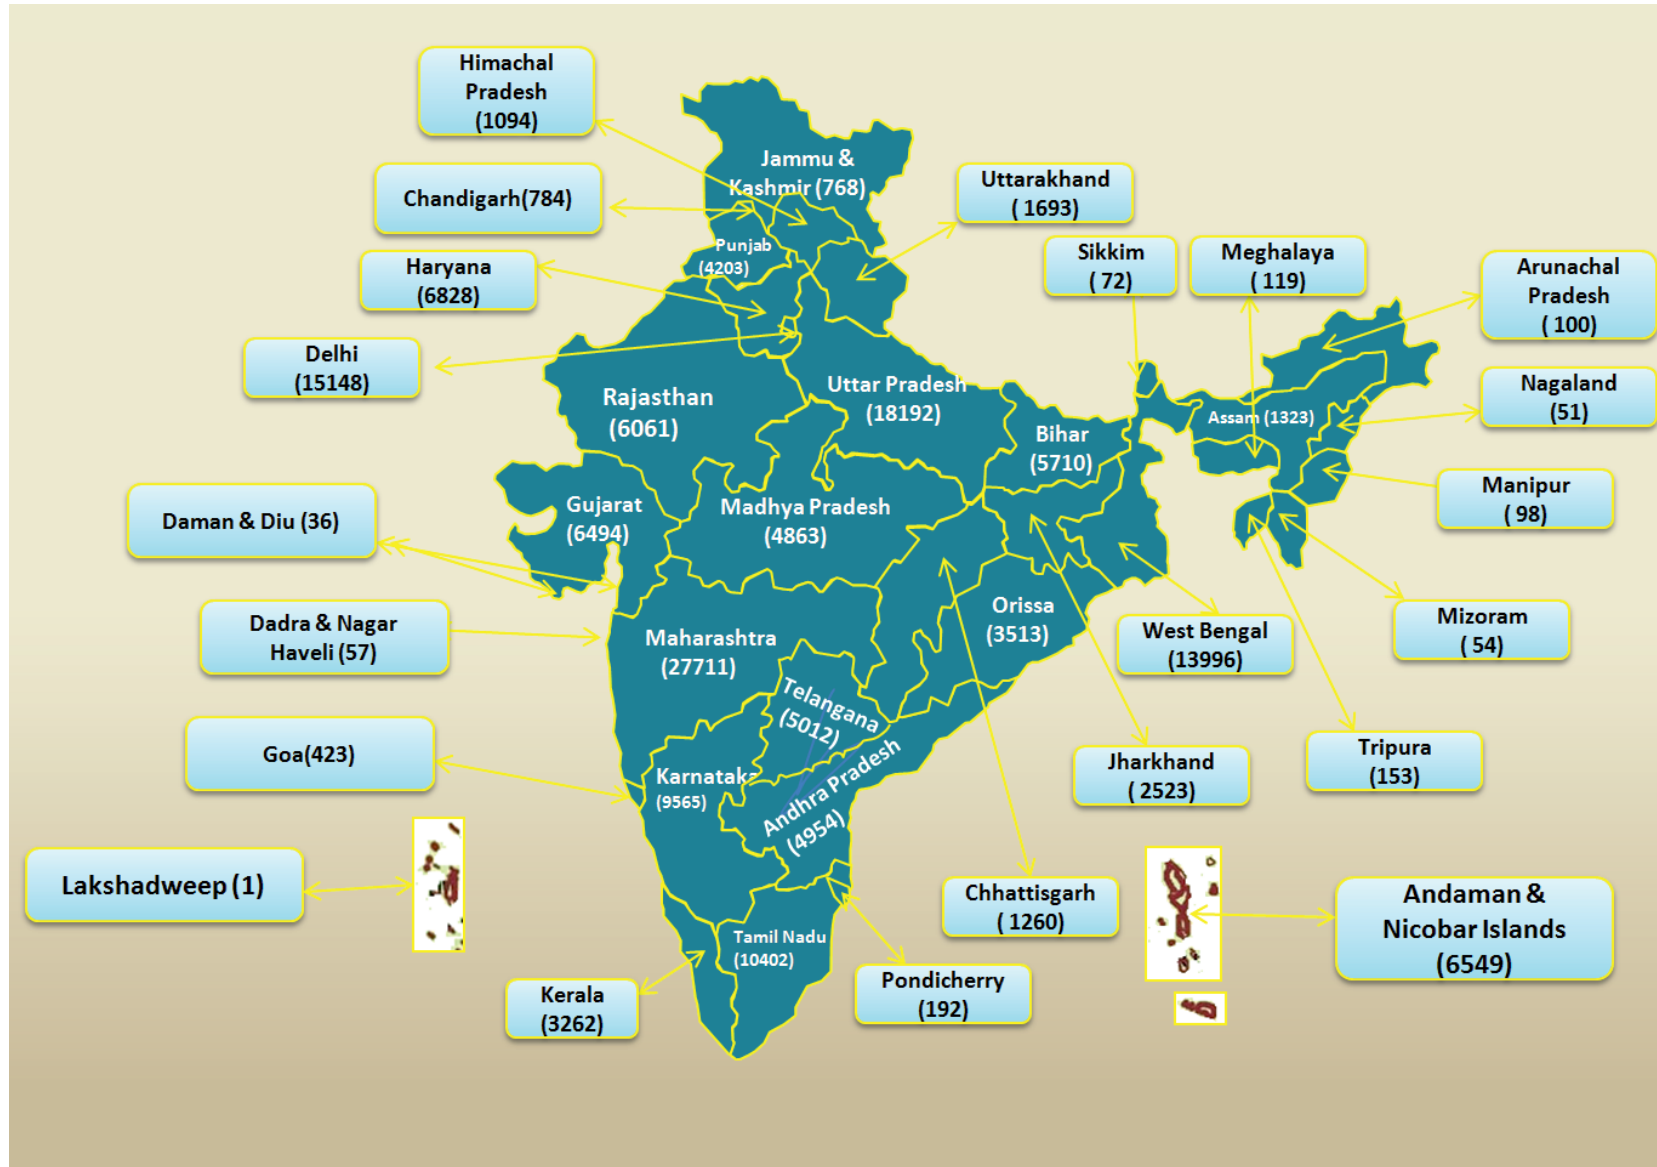 Himachal
Pradesh
(1094)
Jammu &
Kashmir (768)
Chandigarh(784)
Uttarakhand
( 1693)
Punjab
(4203)
Sikkim
( 72)
Meghalaya
( 119)
Arunachal
Pradesh
( 100)
Haryana
(6828)
Delhi
(15148)
Rajasthan
(6061)
Uttar Pradesh
(18192)
Bihar
(5710)
Assam (1323)
Nagaland
(51)
Gujarat
(6494)
Madhya Pradesh
(4863)
Manipur
( 98)
Daman & Diu (36)
Dadra & Nagar
Haveli (57)
Maharashtra
(27711)
Orissa
(3513)
West Bengal
(13996)
Mizoram
( 54)
Telangana
(5012)
Goa(423)
Karnataka
(9565)
Andhra Pradesh
(4954)
Jharkhand
( 2523)
Tripura
(153)
Lakshadweep (1)
Chhattisgarh
( 1260)
Andaman &
Nicobar Islands
(6549)
Tamil Nadu
(10402)
Kerala
(3262)
Pondicherry
(192)